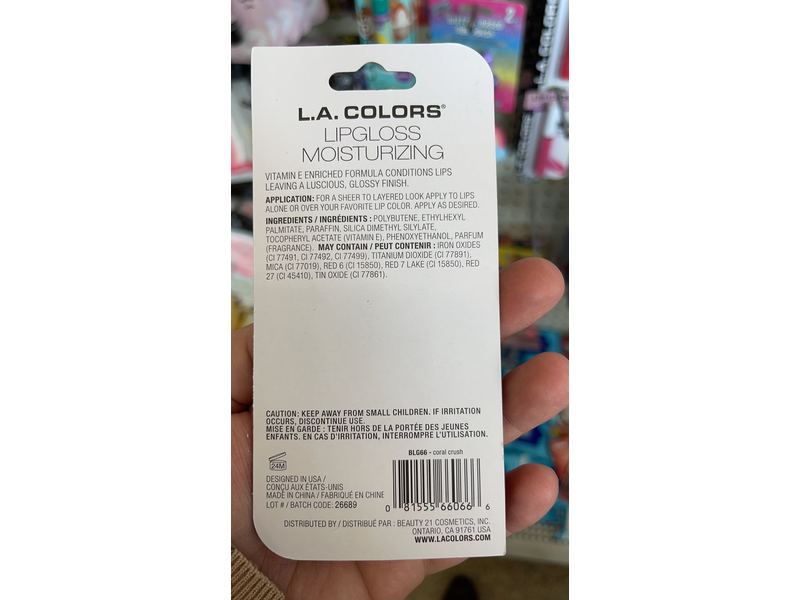 L.A. COLORS®
LIPGLOSS
MOISTURIZING
VITAMIN E ENRICHED FORMULA CONDITIONS LIPS
LEAVING A LUSCIOUS, GLOSSY FINISH.
APPLICATION: FOR A SHEER TO LAYERED LOOK APPLY TO LIPS
ALONE OR OVER YOUR FAVORITE LIP COLOR. APPLY AS DESIRED.
INGREDIENTS / INGRÉDIENTS : POLYBUTENE, ETHYLHEXYL
PALMITATE, PARAFFIN, SILICA DIMETHYL SILYLATE,
TOCOPHERYL ACETATE (VITAMIN E), PHENOXYETHANOL, PARFUM
(FRAGRANCE). MAY CONTAIN / PEUT CONTENIR : IRON OXIDES
(CI 77491, CI 77492, CI 77499), TITANIUM DIOXIDE (CI 77891),
MICA (CI 77019), RED 6 (CI 15850), RED 7 LAKE (CI 15850), RED
27 (CI 45410), TIN OXIDE (CI 77861).
CAUTION: KEEP AWAY FROM SMALL CHILDREN. IF IRRITATION
OCCURS, DISCONTINUE USE.
MISE EN GARDE : TENIR HORS DE LA PORTÉE DES JEUNES
ENFANTS. EN CAS D'IRRITATION, INTERROMPRE L'UTILISATION.
24M
BLG66 - coral crush
DESIGNED IN USA /
CONÇU AUX ÉTATS-UNIS
MADE IN CHINA / FABRIQUÉ EN CHINE
LOT # / BATCH CODE: 26689
0 81555 66066 6
DISTRIBUTED BY / DISTRIBUÉ PAR : BEAUTY 21 COSMETICS, INC.
ONTARIO, CA 91761 USA
WWW.LACOLORS.COM
L.A. COLORS
2